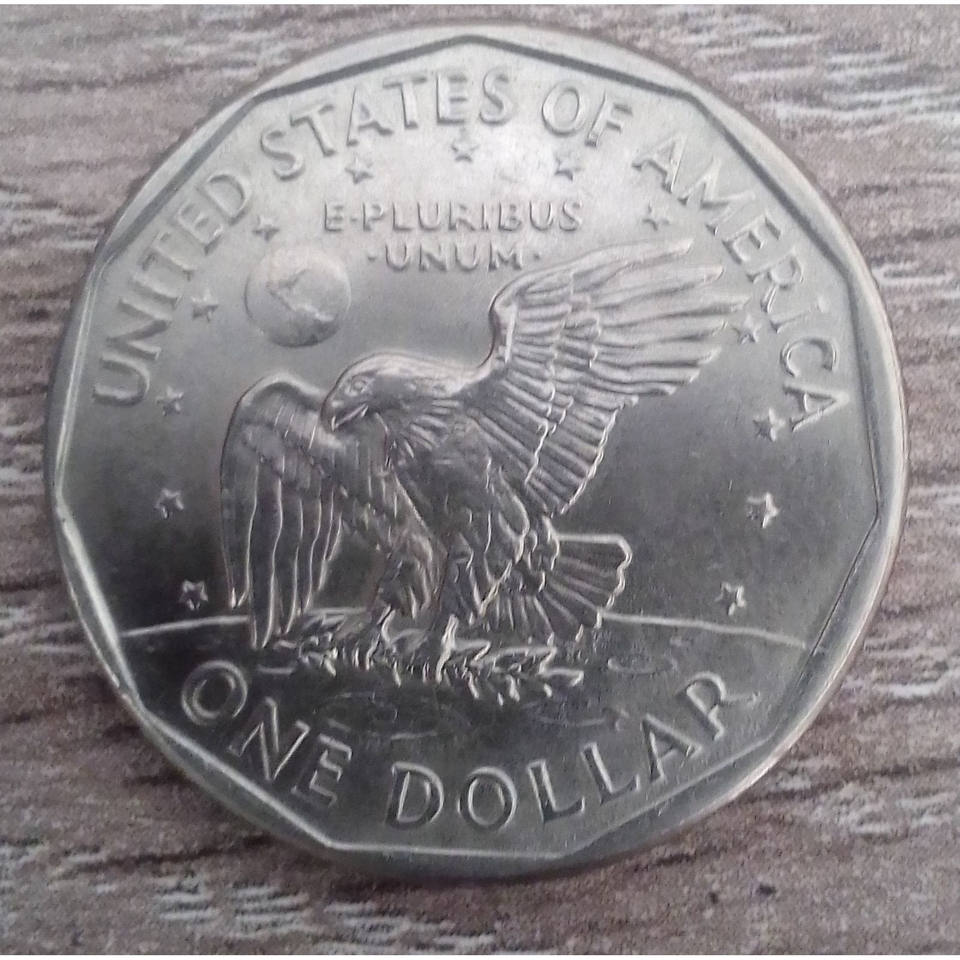 UNITED STATES OF AMERICA
E·PLURIBUS
·UNUM·
ONE DOLLAR